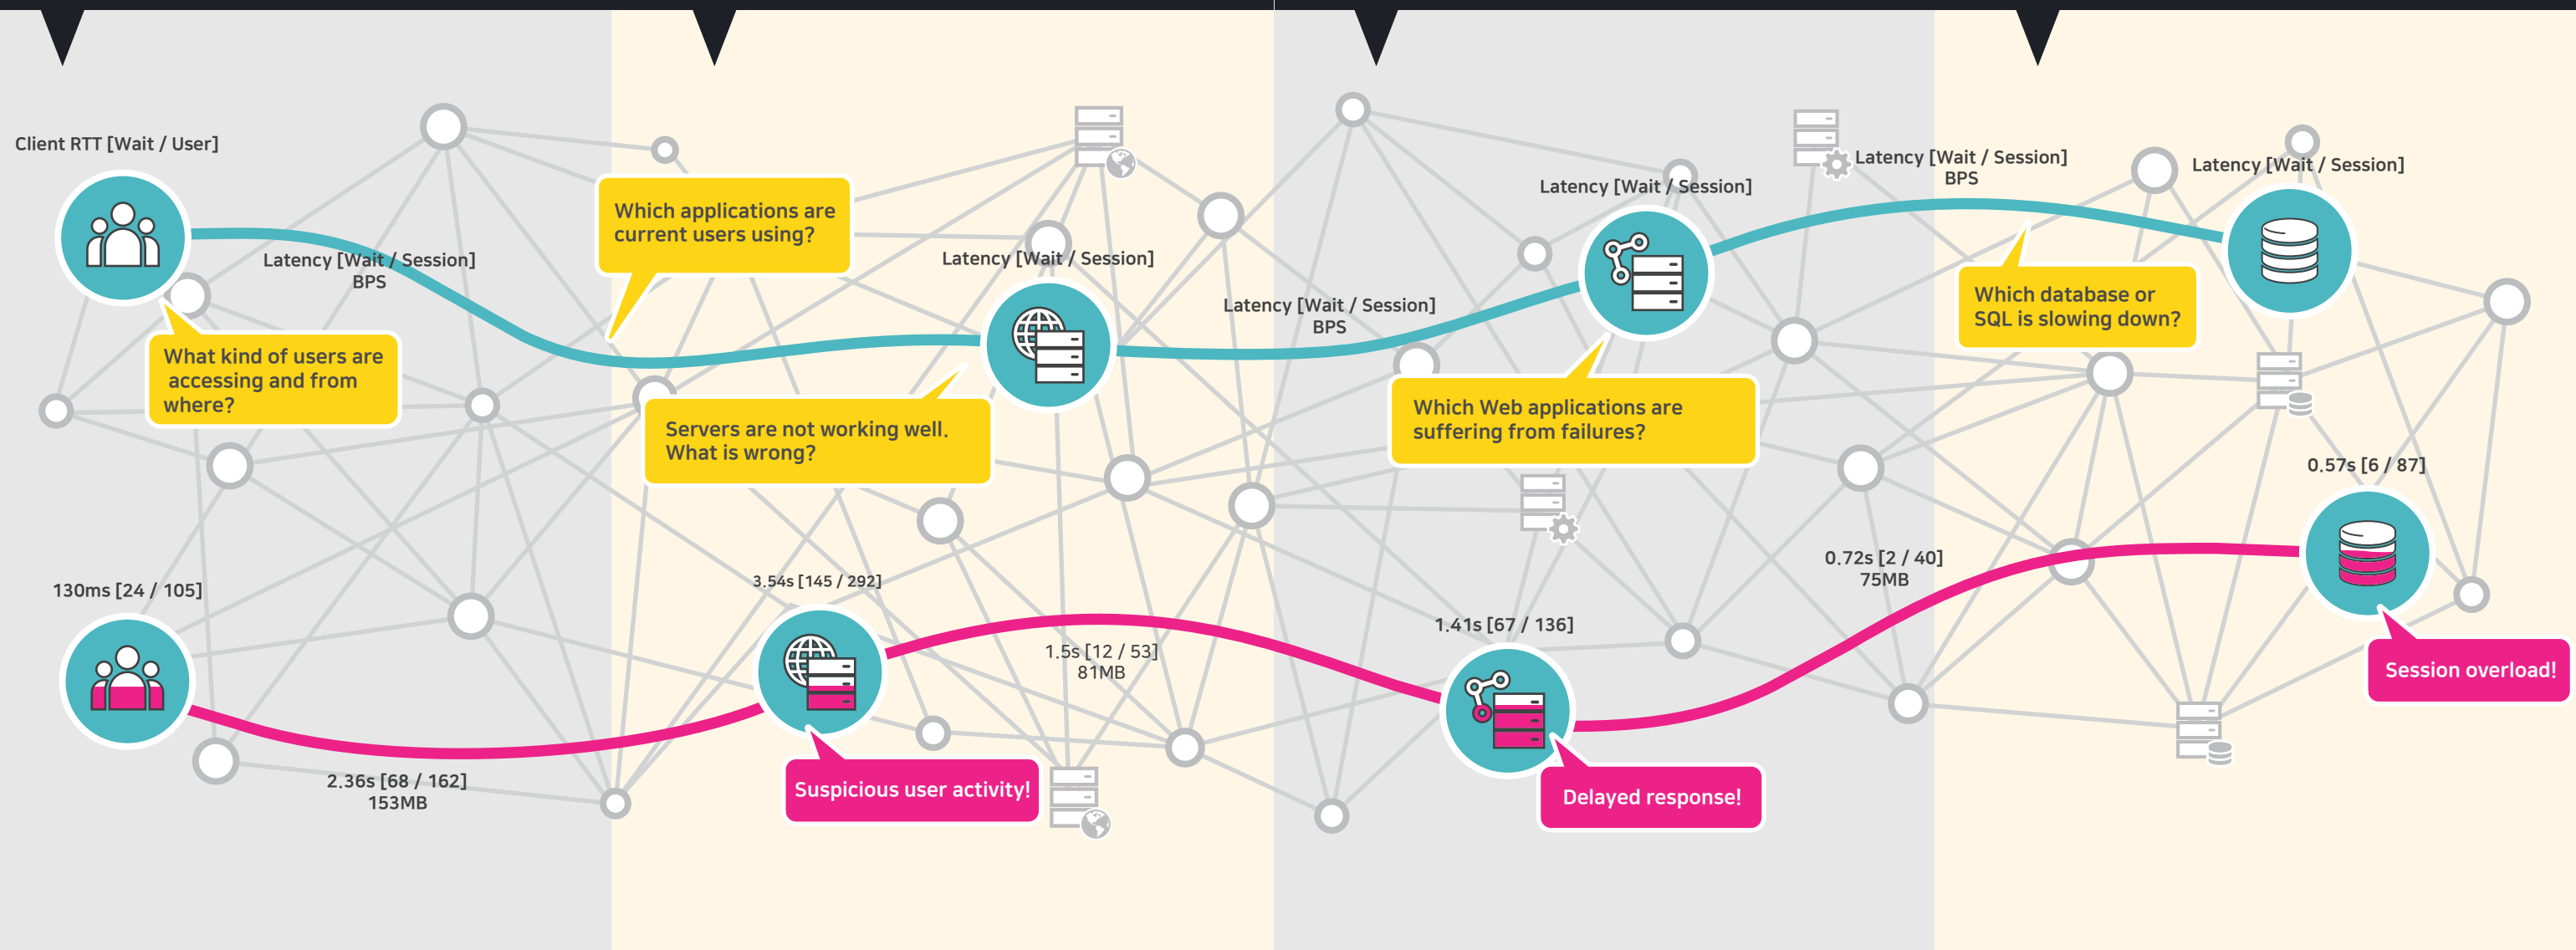 Client RTT [Wait / User]
Latency [Wait / Session]
BPS
What kind of users are
accessing and from
where?
Which applications are
current users using?
Latency [Wait / Session]
Servers are not working well.
What is wrong?
Latency [Wait / Session]
BPS
Latency [Wait / Session]
Which Web applications are
suffering from failures?
Latency [Wait / Session]
BPS
Latency [Wait / Session]
Which database or
SQL is slowing down?
130ms [24 / 105]
2.36s [68 / 162]
153MB
3.54s [145 / 292]
Suspicious user activity!
1.5s [12 / 53]
81MB
1.41s [67 / 136]
Delayed response!
0.72s [2 / 40]
75MB
0.57s [6 / 87]
Session overload!